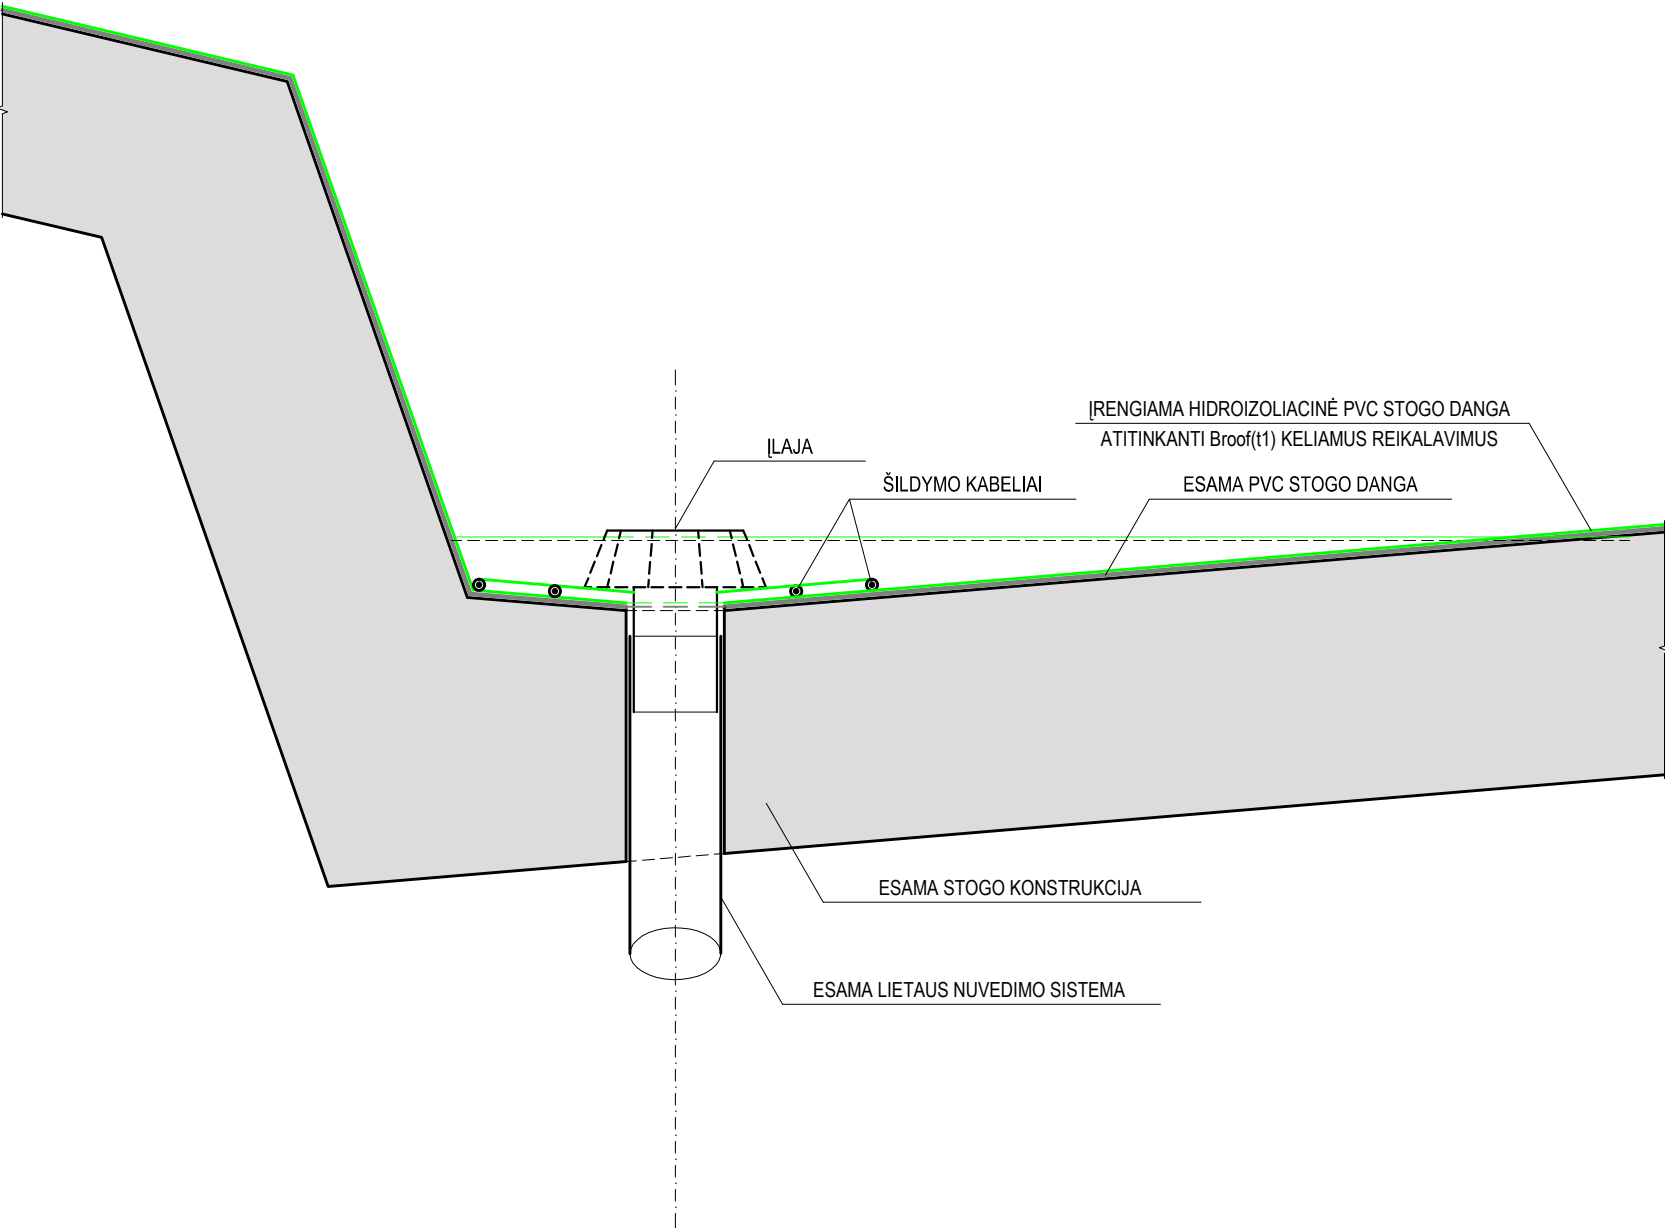 ĮRENGIAMA HIDROIZOLIACINĖ PVC STOGO DANGA
ATITINKANTI Broof(t1) KELIAMUS REIKALAVIMUS
ĮLAJA
ŠILDYMO KABELIAI
ESAMA PVC STOGO DANGA
ESAMA STOGO KONSTRUKCIJA
ESAMA LIETAUS NUVEDIMO SISTEMA